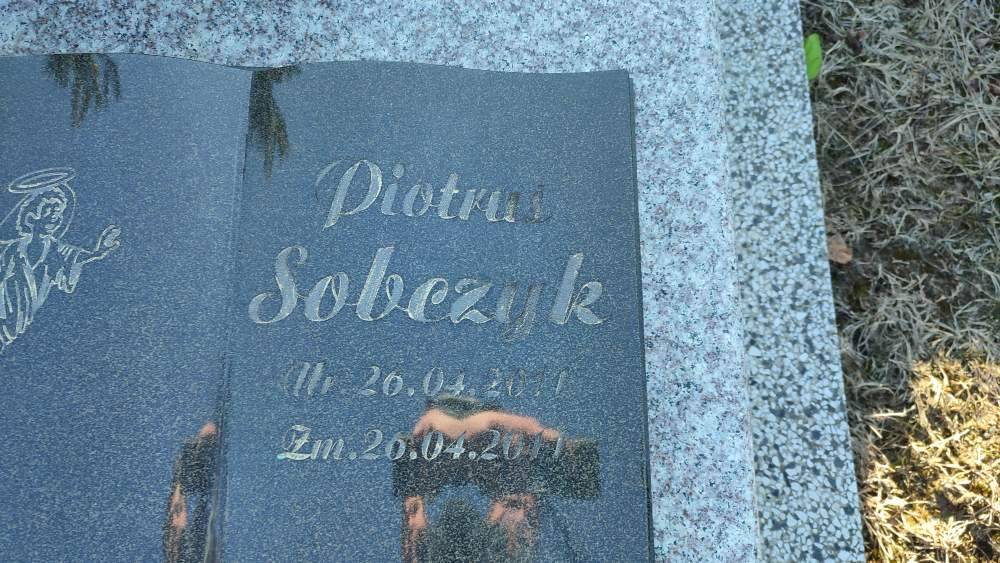 Piotruś
Sobczyk
Ur. 26.04.2011
Zm. 26.04.2011